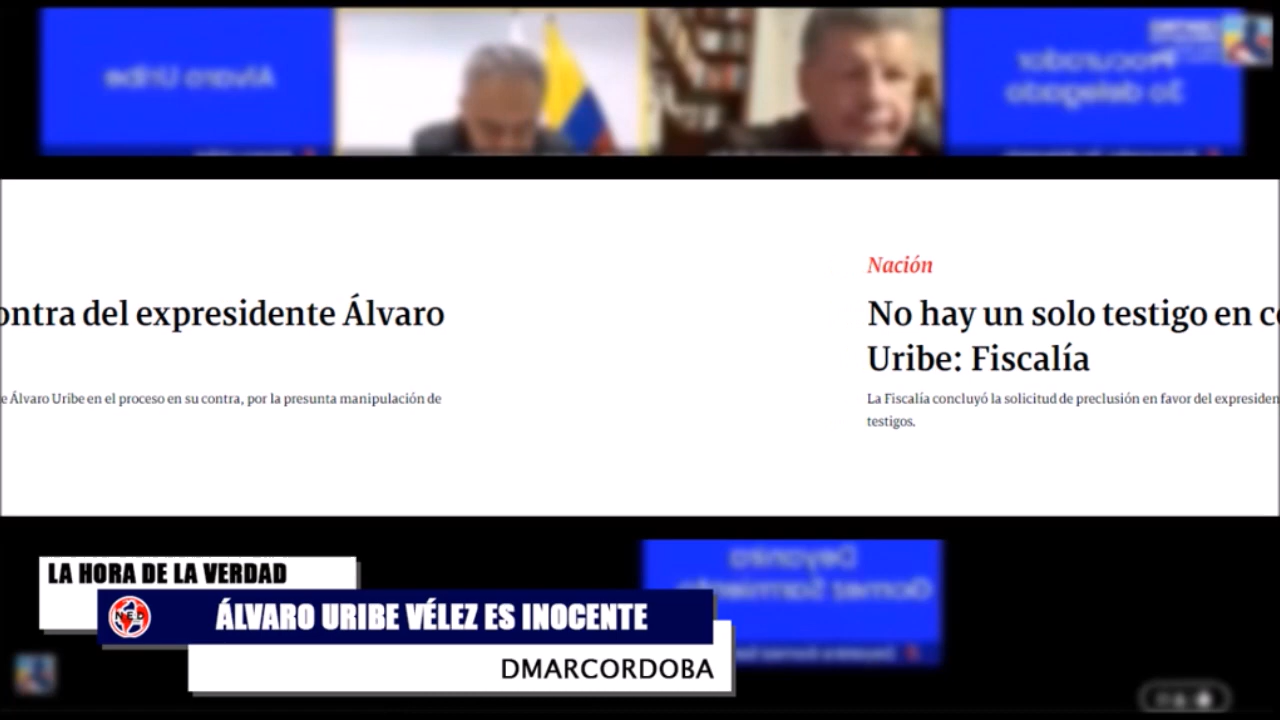 ontra del expresidente Álvaro
e Álvaro Uribe en el proceso en su contra, por la presunta manipulación de
Nación
No hay un solo testigo en co
Uribe: Fiscalía
La Fiscalía concluyó la solicitud de preclusión en favor del expresiden
testigos.
LA HORA DE LA VERDAD
ÁLVARO URIBE VÉLEZ ES INOCENTE
DMARCORDOBA